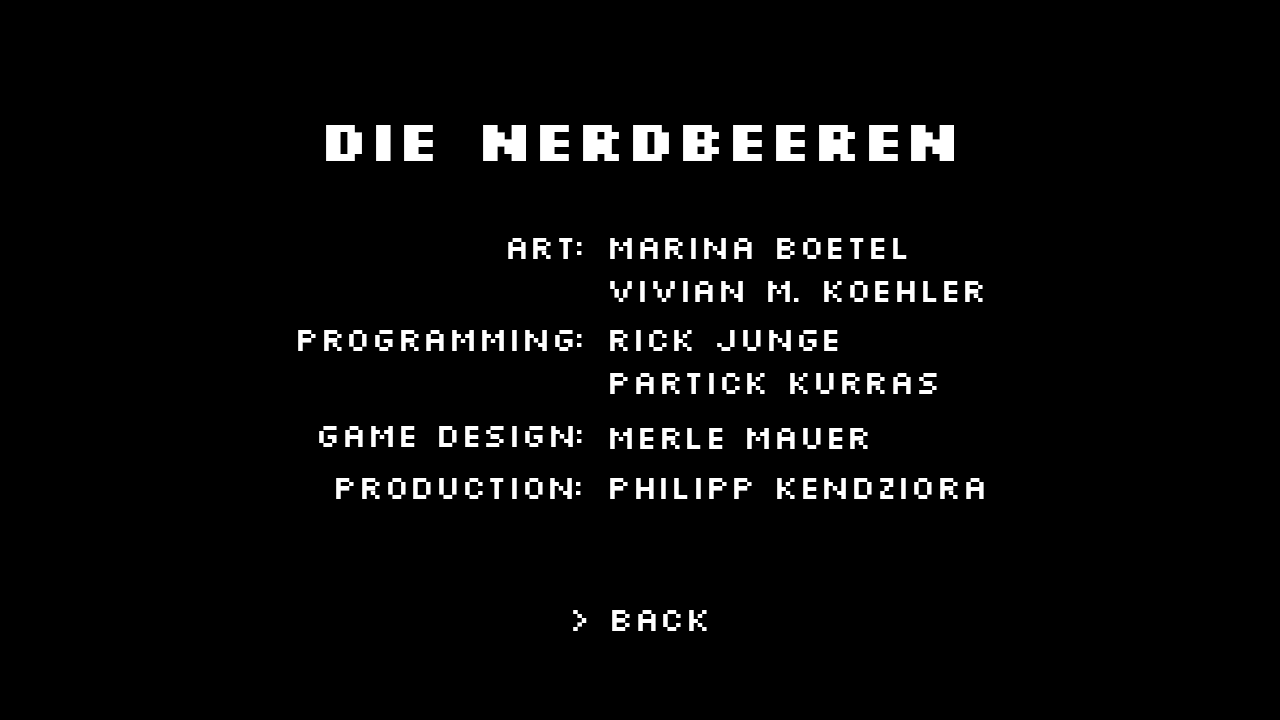 DIE NERDBEEREN
ART: MARINA BOETEL
VIVIAN M. KOEHLER
PROGRAMMING: RICK JUNGE
PARTICK KURRAS
GAME DESIGN: MERLE MAUER
PRODUCTION: PHILIPP KENDZIORA
> BACK